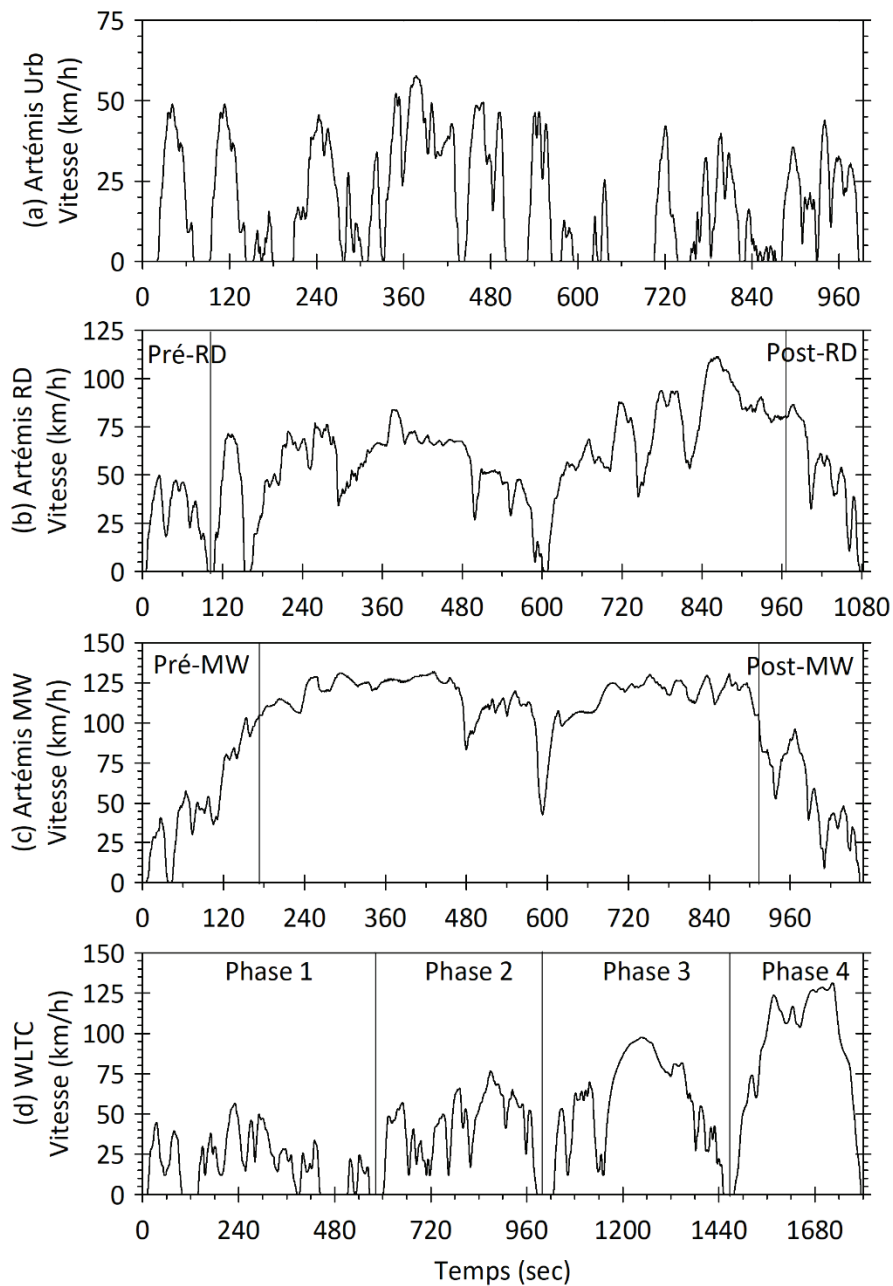 (a) Artémis Urb
Vitesse (km/h)
75
50
25
0
0 120 240 360 480 600 720 840 960
(b) Artémis RD
Vitesse (km/h)
Pré-RD Post-RD
125
100
75
50
25
0
0 120 240 360 480 600 720 840 960 1080
(c) Artémis MW
Vitesse (km/h)
Pré-MW Post-MW
150
125
100
75
50
25
0
0 120 240 360 480 600 720 840 960
(d) WLTC
Vitesse (km/h)
Phase 1 Phase 2 Phase 3 Phase 4
150
125
100
75
50
25
0
0 240 480 720 960 1200 1440 1680
Temps (sec)